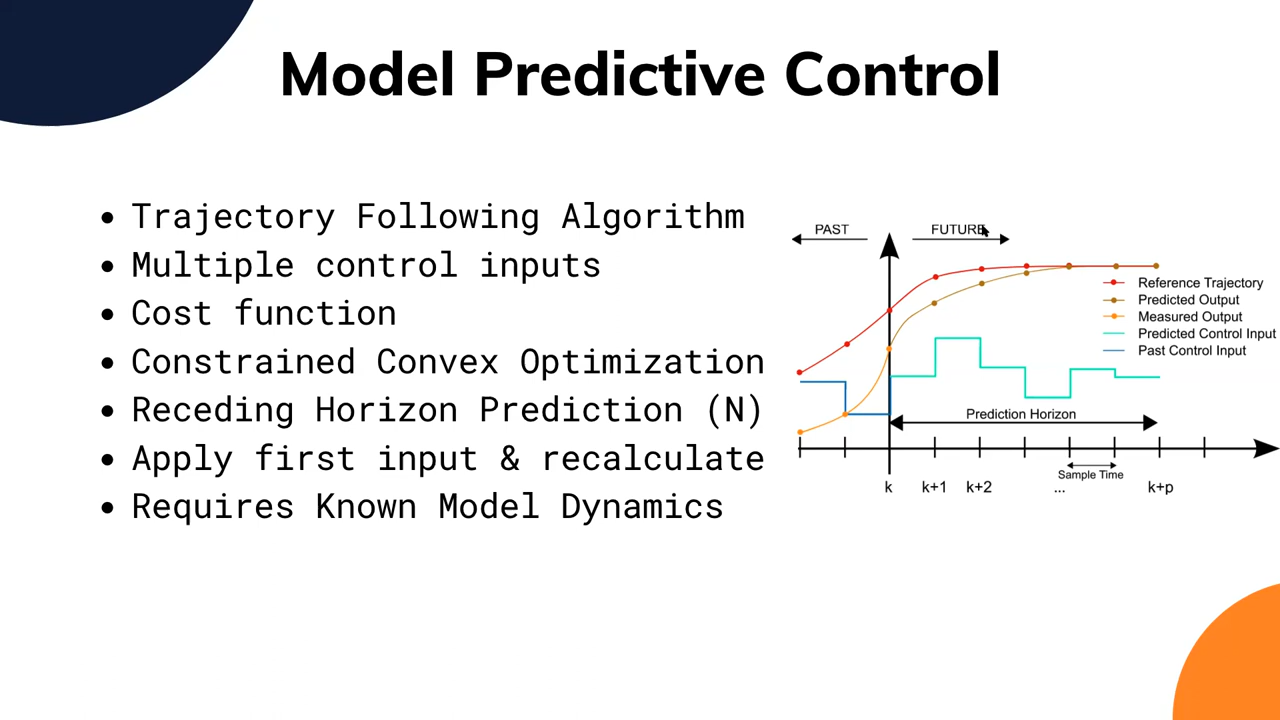 Model Predictive Control
• Trajectory Following Algorithm
• Multiple control inputs
• Cost function
• Constrained Convex Optimization
• Receding Horizon Prediction (N)
• Apply first input & recalculate
• Requires Known Model Dynamics
PAST
FUTURE
Reference Trajectory
Predicted Output
Measured Output
Predicted Control Input
Past Control Input
Prediction Horizon
Sample Time
k k+1 k+2 ... k+p